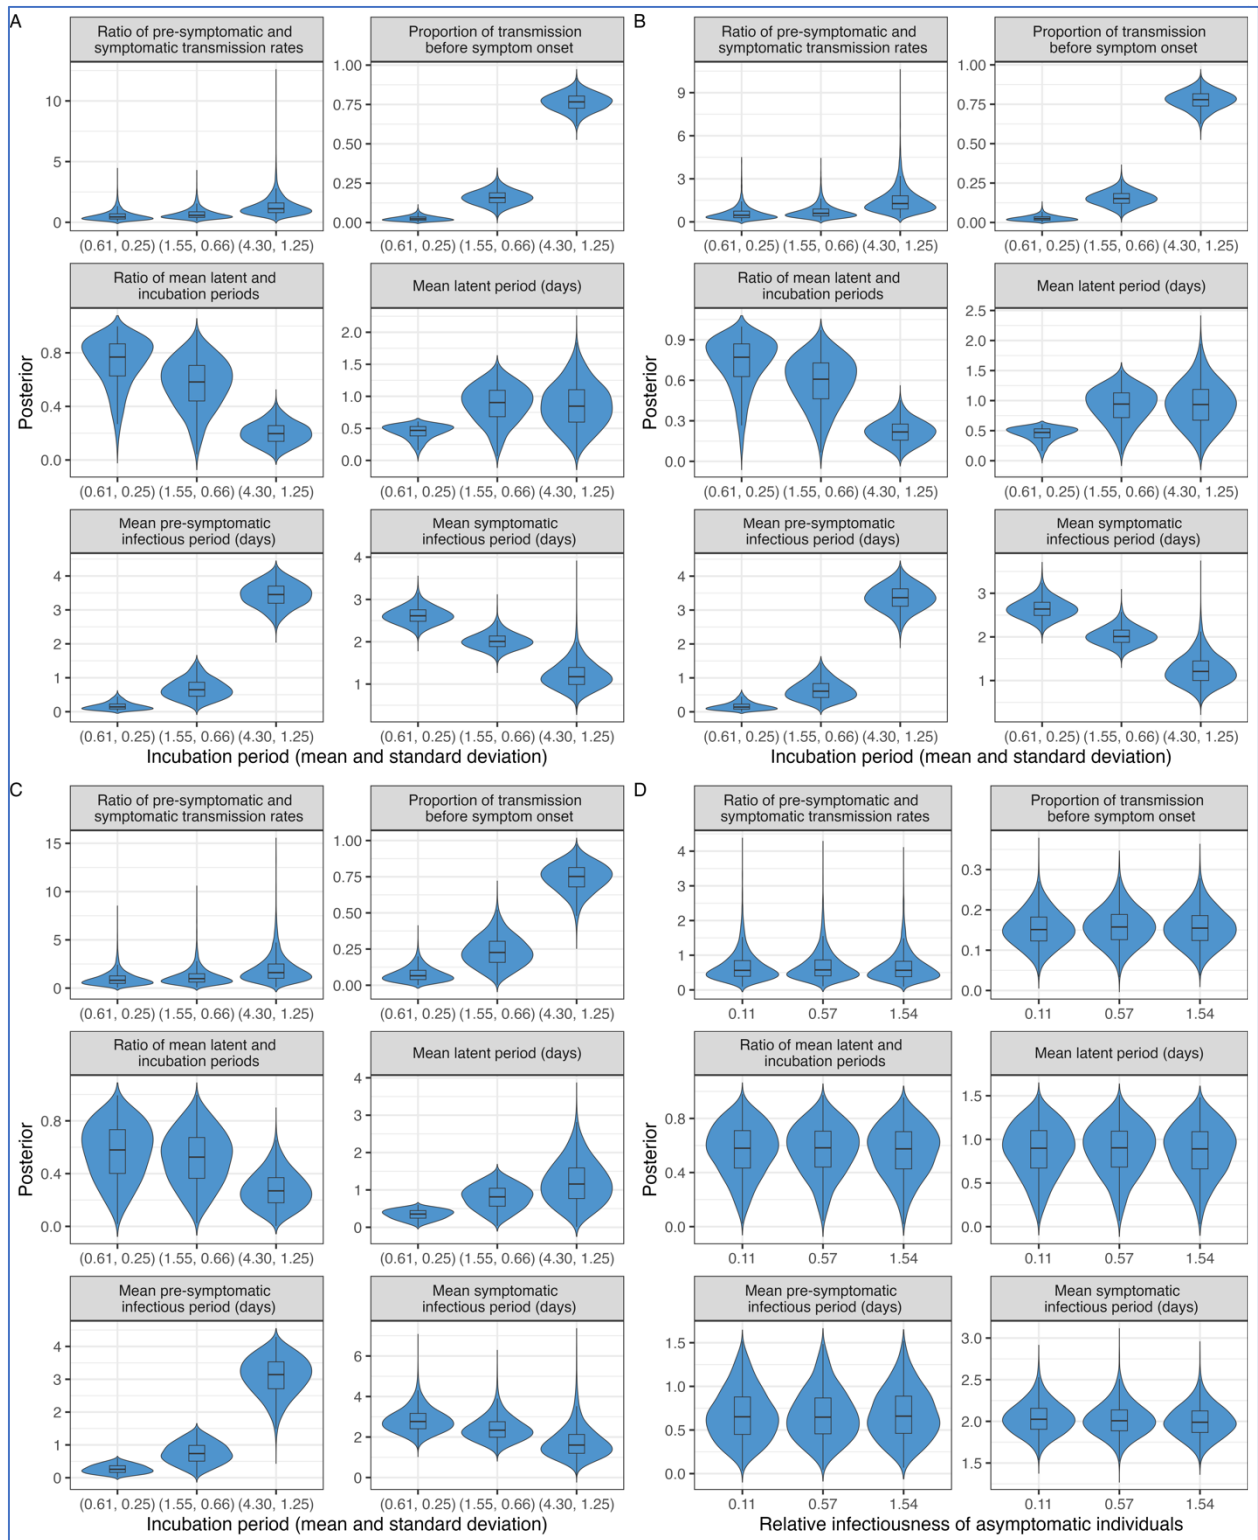 A
Ratio of pre-symptomatic and
symptomatic transmission rates
10
5
0
(0.61, 0.25) (1.55, 0.66) (4.30, 1.25)
Proportion of transmission
before symptom onset
1.00
0.75
0.50
0.25
0.00
(0.61, 0.25) (1.55, 0.66) (4.30, 1.25)
Ratio of mean latent and
incubation periods
0.8
0.4
0.0
(0.61, 0.25) (1.55, 0.66) (4.30, 1.25)
Mean latent period (days)
2.0
1.5
1.0
0.5
0.0
(0.61, 0.25) (1.55, 0.66) (4.30, 1.25)
Posterior
Mean pre-symptomatic
infectious period (days)
4
3
2
1
0
(0.61, 0.25) (1.55, 0.66) (4.30, 1.25)
Mean symptomatic
infectious period (days)
4
3
2
1
(0.61, 0.25) (1.55, 0.66) (4.30, 1.25)
Incubation period (mean and standard deviation)
B
Ratio of pre-symptomatic and
symptomatic transmission rates
9
6
3
0
(0.61, 0.25) (1.55, 0.66) (4.30, 1.25)
Proportion of transmission
before symptom onset
1.00
0.75
0.50
0.25
0.00
(0.61, 0.25) (1.55, 0.66) (4.30, 1.25)
Ratio of mean latent and
incubation periods
0.9
0.6
0.3
0.0
(0.61, 0.25) (1.55, 0.66) (4.30, 1.25)
Mean latent period (days)
2.5
2.0
1.5
1.0
0.5
0.0
(0.61, 0.25) (1.55, 0.66) (4.30, 1.25)
Posterior
Mean pre-symptomatic
infectious period (days)
4
3
2
1
0
(0.61, 0.25) (1.55, 0.66) (4.30, 1.25)
Mean symptomatic
infectious period (days)
3
2
1
(0.61, 0.25) (1.55, 0.66) (4.30, 1.25)
Incubation period (mean and standard deviation)
C
Ratio of pre-symptomatic and
symptomatic transmission rates
15
10
5
0
(0.61, 0.25) (1.55, 0.66) (4.30, 1.25)
Proportion of transmission
before symptom onset
1.00
0.75
0.50
0.25
0.00
(0.61, 0.25) (1.55, 0.66) (4.30, 1.25)
Ratio of mean latent and
incubation periods
0.8
0.4
0.0
(0.61, 0.25) (1.55, 0.66) (4.30, 1.25)
Mean latent period (days)
4
3
2
1
0
(0.61, 0.25) (1.55, 0.66) (4.30, 1.25)
Posterior
Mean pre-symptomatic
infectious period (days)
4
3
2
1
0
(0.61, 0.25) (1.55, 0.66) (4.30, 1.25)
Mean symptomatic
infectious period (days)
6
4
2
0
(0.61, 0.25) (1.55, 0.66) (4.30, 1.25)
Incubation period (mean and standard deviation)
D
Ratio of pre-symptomatic and
symptomatic transmission rates
4
3
2
1
0
0.11 0.57 1.54
Proportion of transmission
before symptom onset
0.3
0.2
0.1
0.0
0.11 0.57 1.54
Ratio of mean latent and
incubation periods
0.8
0.4
0.0
0.11 0.57 1.54
Mean latent period (days)
1.5
1.0
0.5
0.0
0.11 0.57 1.54
Posterior
Mean pre-symptomatic
infectious period (days)
1.5
1.0
0.5
0.0
0.11 0.57 1.54
Mean symptomatic
infectious period (days)
3.0
2.5
2.0
1.5
0.11 0.57 1.54
Relative infectiousness of asymptomatic individuals